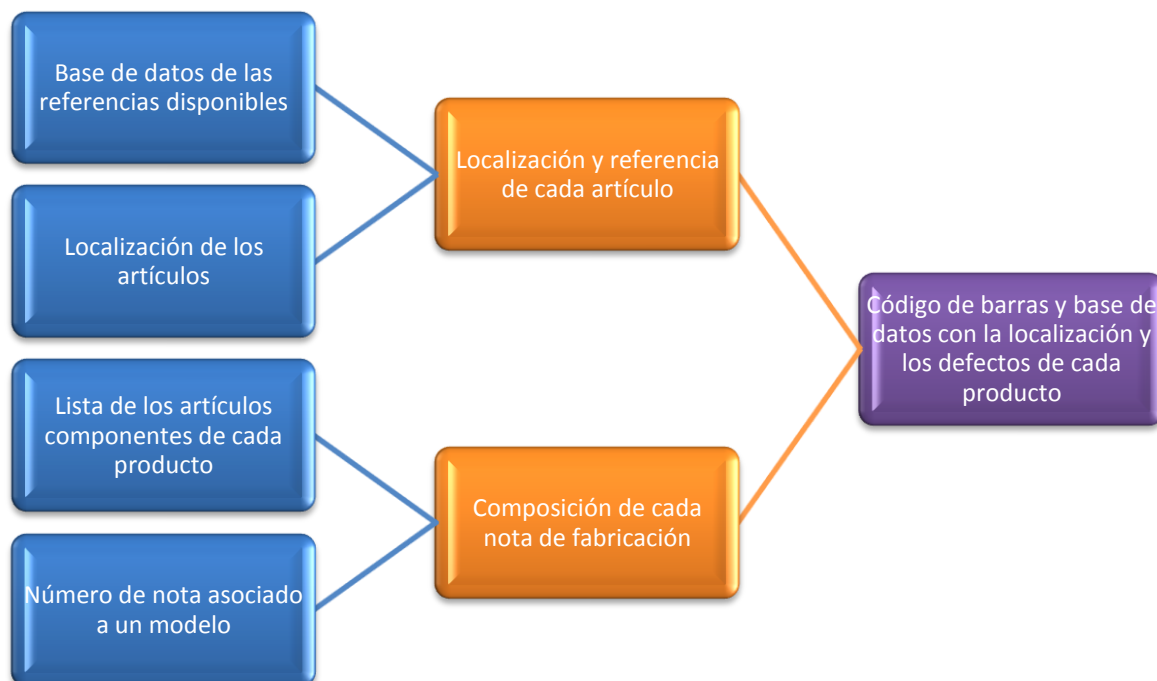 Base de datos de las
referencias disponibles
Localización de los
artículos
Lista de los artículos
componentes de cada
producto
Número de nota asociado
a un modelo
Localización y referencia
de cada artículo
Composición de cada
nota de fabricación
Código de barras y base de
datos con la localización y
los defectos de cada
producto